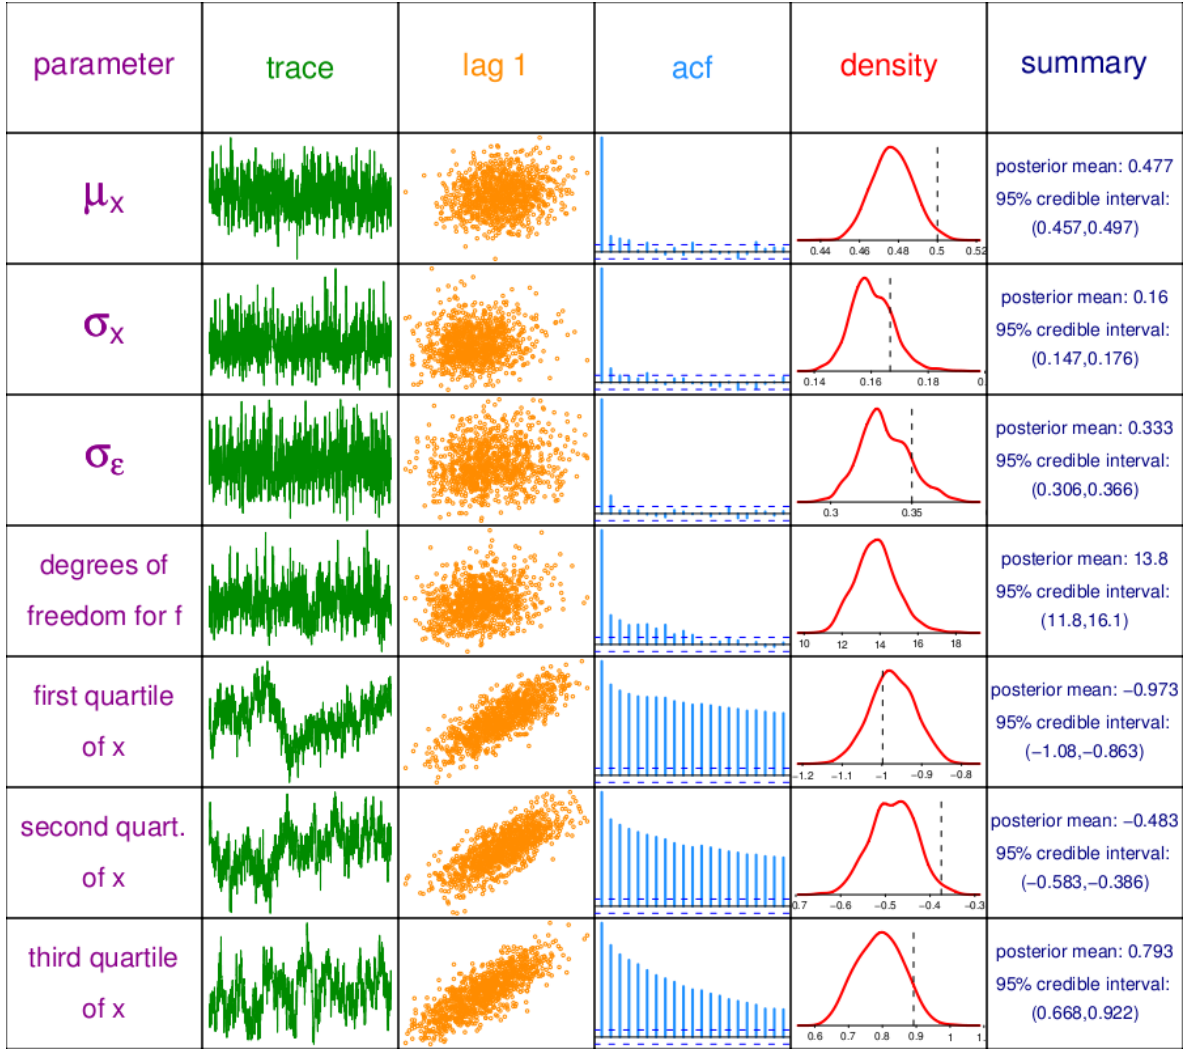 parameter trace lag 1 acf density summary
μx
0.44 0.46 0.48 0.5 0.52
posterior mean: 0.477
95% credible interval:
(0.457,0.497)
σx
0.14 0.16 0.18 0.
posterior mean: 0.16
95% credible interval:
(0.147,0.176)
σε
0.3 0.35
posterior mean: 0.333
95% credible interval:
(0.306,0.366)
degrees of
freedom for f
10 12 14 16 18
posterior mean: 13.8
95% credible interval:
(11.8,16.1)
first quartile
of x
−1.2 −1.1 −1 −0.9 −0.8
posterior mean: −0.973
95% credible interval:
(−1.08,−0.863)
second quart.
of x
0.7 −0.6 −0.5 −0.4 −0.3
posterior mean: −0.483
95% credible interval:
(−0.583,−0.386)
third quartile
of x
0.6 0.7 0.8 0.9 1 1.
posterior mean: 0.793
95% credible interval:
(0.668,0.922)